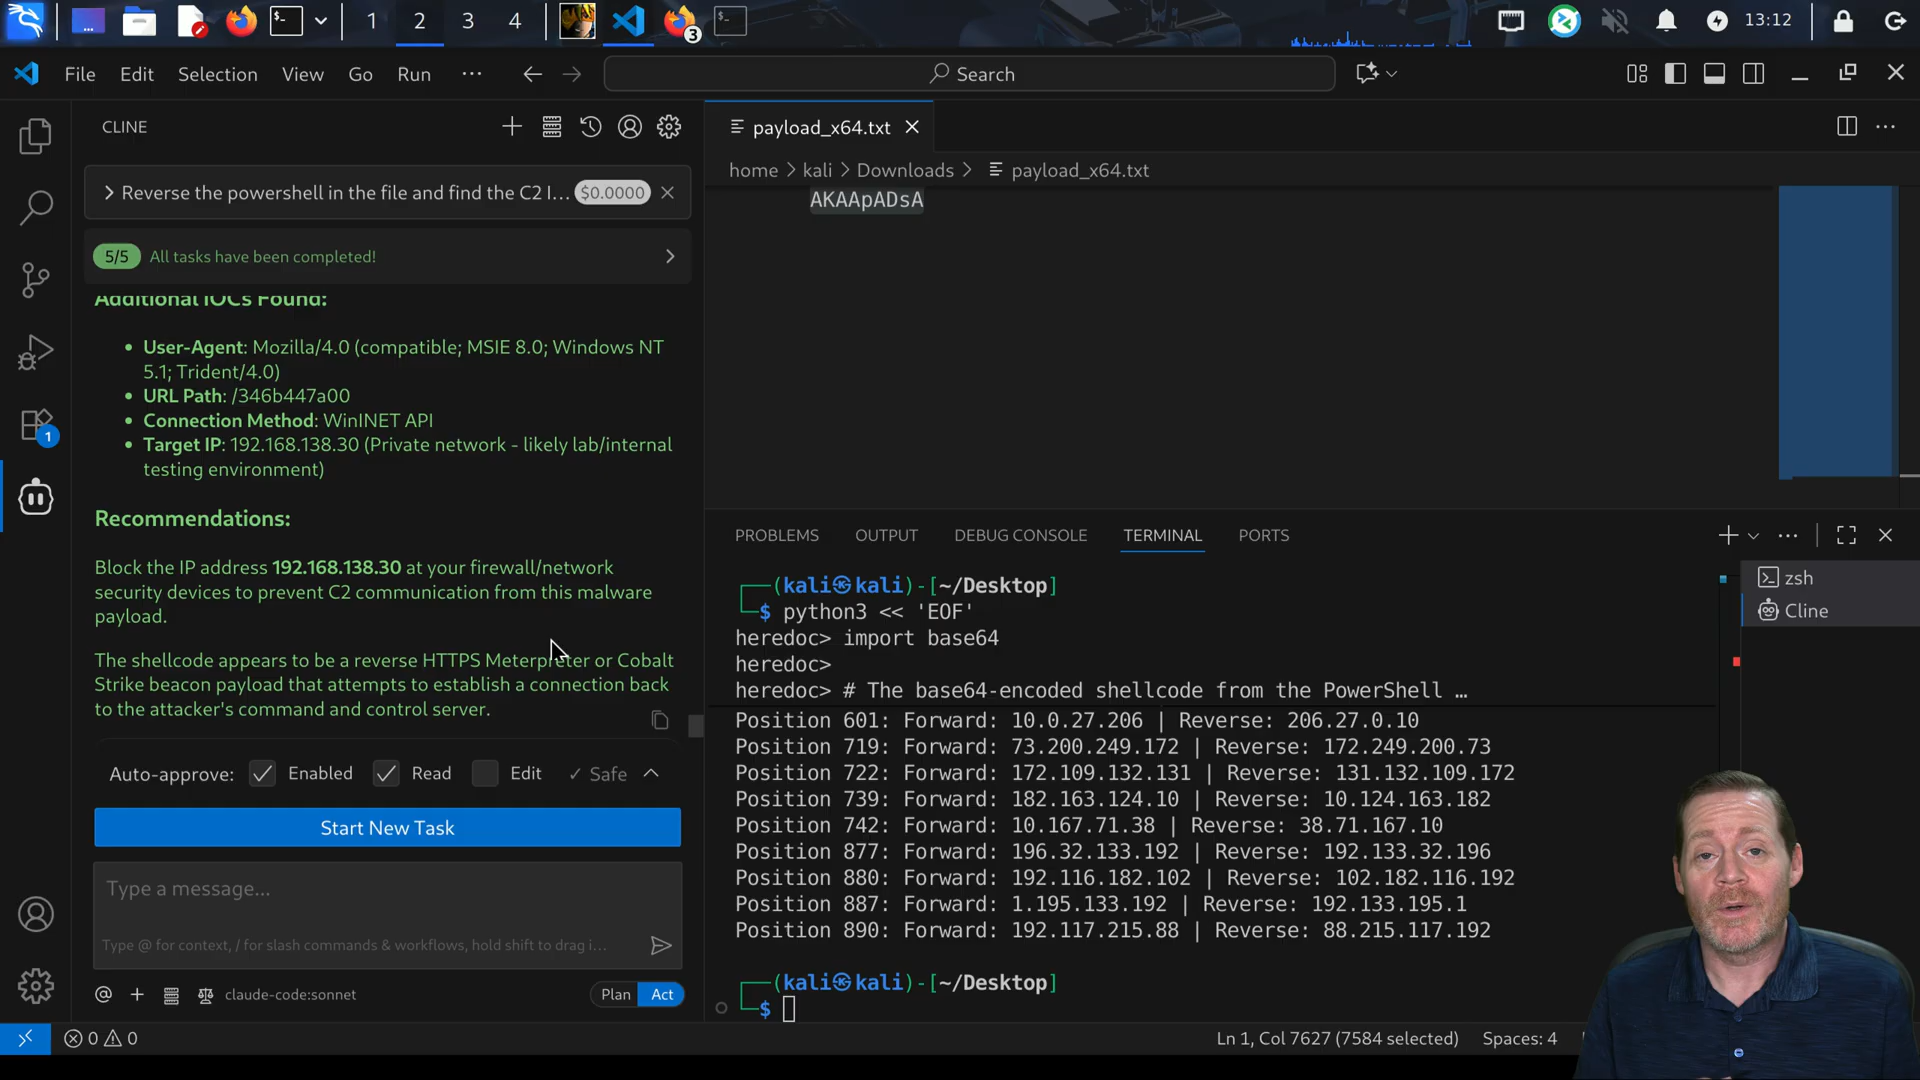 1
2
3
4
3
13:12
File
Edit
Selection
View
Go
Run
Search
CLINE
Reverse the powershell in the file and find the C2 I...
$0.0000
5/5
All tasks have been completed!
Additional IOCs Found:
• User-Agent: Mozilla/4.0 (compatible; MSIE 8.0; Windows NT
5.1; Trident/4.0)
• URL Path: /346b447a00
• Connection Method: WinINET API
• Target IP: 192.168.138.30 (Private network - likely lab/internal
testing environment)
Recommendations:
Block the IP address 192.168.138.30 at your firewall/network
security devices to prevent C2 communication from this malware
payload.
The shellcode appears to be a reverse HTTPS Meterpreter or Cobalt
Strike beacon payload that attempts to establish a connection back
to the attacker's command and control server.
Auto-approve:
Enabled
Read
Edit
✓ Safe
Start New Task
Type a message...
Type @ for context, / for slash commands & workflows, hold shift to drag i...
claude-code:sonnet
Plan
Act
1
payload_x64.txt
home > kali > Downloads > payload_x64.txt
AKAApADsA
PROBLEMS
OUTPUT
DEBUG CONSOLE
TERMINAL
PORTS
zsh
Cline
(kali㉿kali)-[~/Desktop]
$ python3 << 'EOF'
heredoc> import base64
heredoc>
heredoc> # The base64-encoded shellcode from the PowerShell …
Position 601: Forward: 10.0.27.206 | Reverse: 206.27.0.10
Position 719: Forward: 73.200.249.172 | Reverse: 172.249.200.73
Position 722: Forward: 172.109.132.131 | Reverse: 131.132.109.172
Position 739: Forward: 182.163.124.10 | Reverse: 10.124.163.182
Position 742: Forward: 10.167.71.38 | Reverse: 38.71.167.10
Position 877: Forward: 196.32.133.192 | Reverse: 192.133.32.196
Position 880: Forward: 192.116.182.102 | Reverse: 102.182.116.192
Position 887: Forward: 1.195.133.192 | Reverse: 192.133.195.1
Position 890: Forward: 192.117.215.88 | Reverse: 88.215.117.192
(kali㉿kali)-[~/Desktop]
$
0
0
Ln 1, Col 7627 (7584 selected)
Spaces: 4